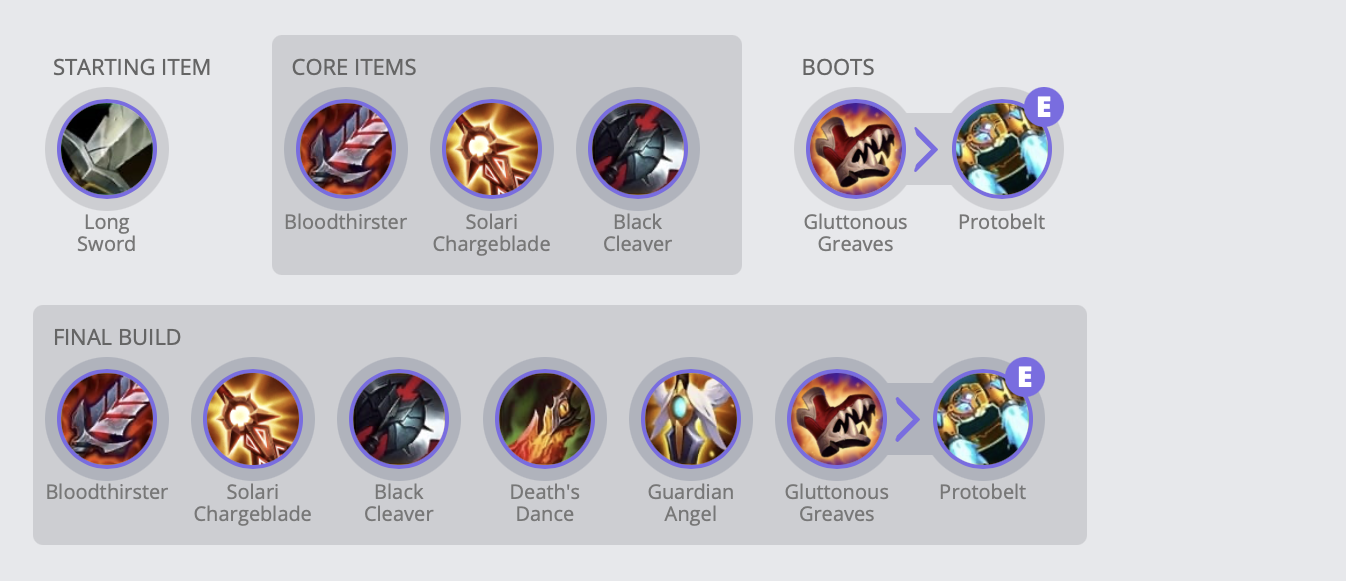 STARTING ITEM
Long
Sword
CORE ITEMS
Bloodthirster
Solari
Chargeblade
Black
Cleaver
BOOTS
Gluttonous
Greaves
E
Protobelt
FINAL BUILD
Bloodthirster
Solari
Chargeblade
Black
Cleaver
Death's
Dance
Guardian
Angel
Gluttonous
Greaves
E
Protobelt